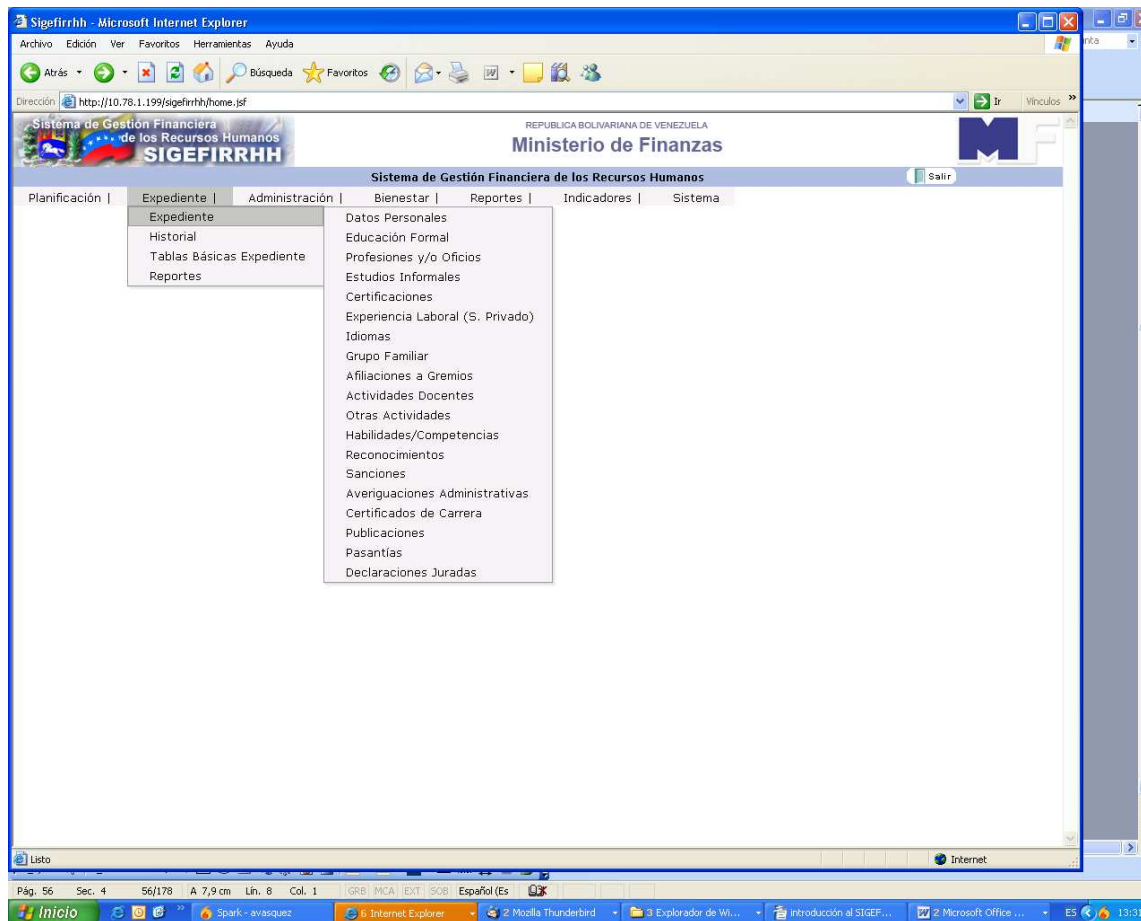 Sigefirrhh - Microsoft Internet Explorer
Archivo Edición Ver Favoritos Herramientas Ayuda
nta
Atrás Búsqueda Favoritos
Dirección http://10.78.1.199/sigefirrhh/home.jsf Ir Vínculos »
Sistema de Gestión Financiera
de los Recursos Humanos
SIGEFIRRHH
REPUBLICA BOLIVARIANA DE VENEZUELA
Ministerio de Finanzas
MF
Sistema de Gestión Financiera de los Recursos Humanos
Salir
Planificación | Expediente | Administración | Bienestar | Reportes | Indicadores | Sistema
Expediente
Historial
Tablas Básicas Expediente
Reportes
Datos Personales
Educación Formal
Profesiones y/o Oficios
Estudios Informales
Certificaciones
Experiencia Laboral (S. Privado)
Idiomas
Grupo Familiar
Afiliaciones a Gremios
Actividades Docentes
Otras Actividades
Habilidades/Competencias
Reconocimientos
Sanciones
Averiguaciones Administrativas
Certificados de Carrera
Publicaciones
Pasantías
Declaraciones Juradas
Listo Internet
Pág. 56 Sec. 4 56/178 A 7,9 cm Lín. 8 Col. 1 GRB MCA EXT SOB Español (Es
Inicio » Spark - avasquez 6 Internet Explorer 2 Mozilla Thunderbird 3 Explorador de Wi... introducción al SIGEF... 2 Microsoft Office ... ES 13:3